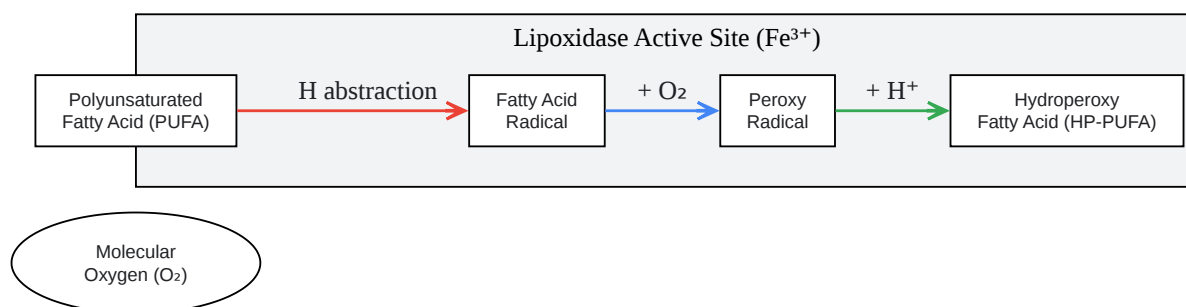 Lipoxidase Active Site (Fe³⁺)
Polyunsaturated
Fatty Acid (PUFA)
H abstraction
Fatty Acid
Radical
+ O₂
Peroxy
Radical
+ H⁺
Hydroperoxy
Fatty Acid (HP-PUFA)
Molecular
Oxygen (O₂)